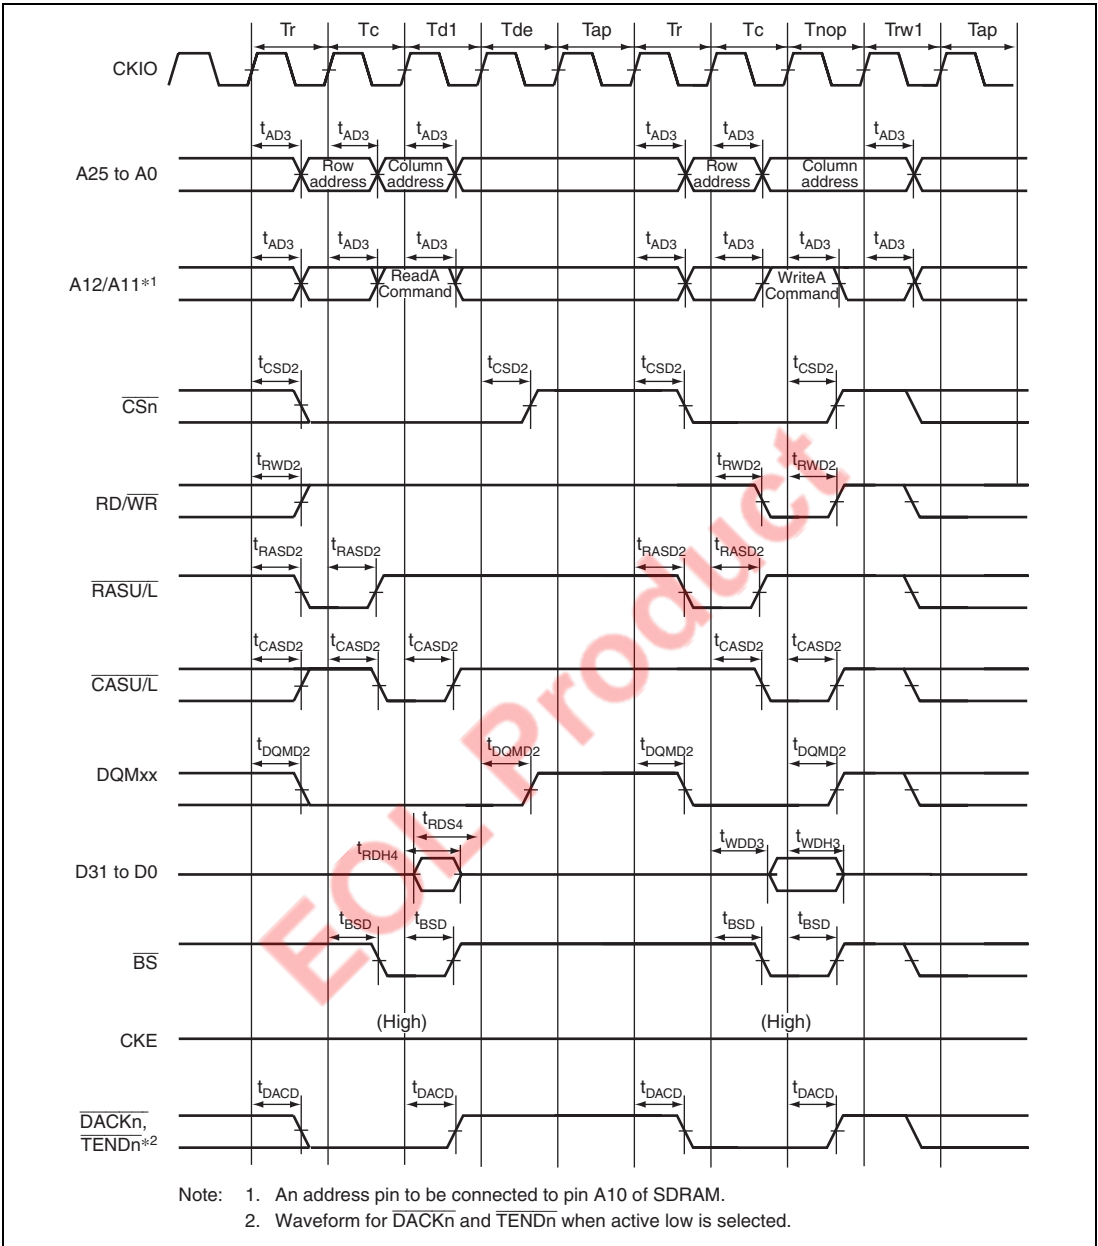 Tr Tc Td1 Tde Tap Tr Tc Tnop Trw1 Tap
CKIO
tAD3 tAD3 tAD3 tAD3 tAD3 tAD3
A25 to A0
Row address
Column address
Row address
Column address
tAD3 tAD3 tAD3 tAD3 tAD3 tAD3 tAD3
A12/A11*1
ReadA Command
WriteA Command
tCSD2 tCSD2 tCSD2 tCSD2
CSn
tRWD2 tRWD2 tRWD2
RD/WR
tRASD2 tRASD2 tRASD2 tRASD2
RASU/L
tCASD2 tCASD2 tCASD2 tCASD2 tCASD2
CASU/L
tDQMD2 tDQMD2 tDQMD2 tDQMD2
DQMxx
tRDS4
tRDH4 tWDD3 tWDH3
D31 to D0
tBSD tBSD tBSD tBSD
BS
(High) (High)
CKE
tDACD tDACD tDACD tDACD
DACKn,
TENDn*2
Note: 1. An address pin to be connected to pin A10 of SDRAM.
2. Waveform for DACKn and TENDn when active low is selected.
EOL Product